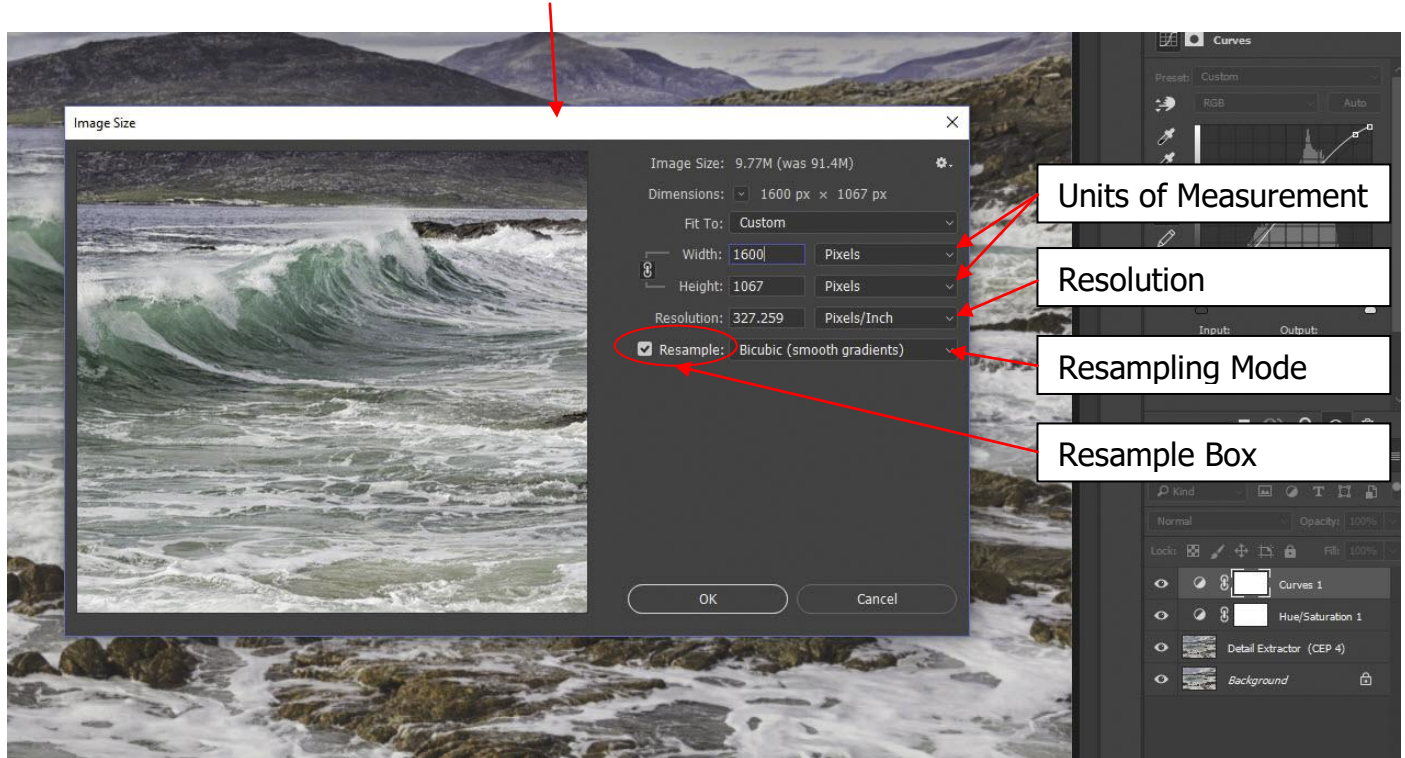 Curves
Preset: Custom
RGB Auto
Image Size
Image Size: 9.77M (was 91.4M)
Dimensions: 1600 px × 1067 px
Fit To: Custom
Width: 1600 Pixels
Height: 1067 Pixels
Resolution: 327.259 Pixels/Inch
Resample: Bicubic (smooth gradients)
OK Cancel
Units of Measurement
Resolution
Input: Output:
Resampling Mode
Resample Box
Kind
Normal Opacity: 100%
Lock: Fill: 100%
Curves 1
Hue/Saturation 1
Detail Extractor (CEP 4)
Background